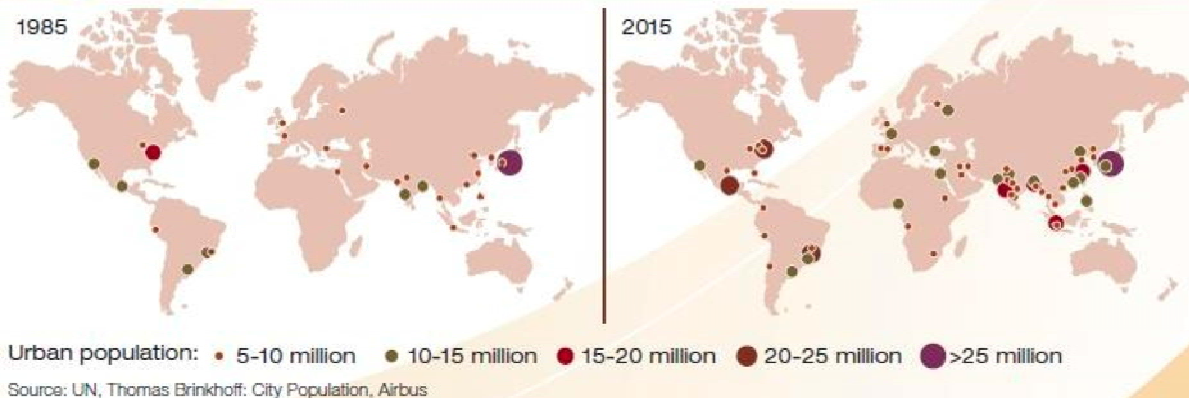 1985
2015
Urban population: 5-10 million 10-15 million 15-20 million 20-25 million >25 million
Source: UN, Thomas Brinkhoff: City Population, Airbus